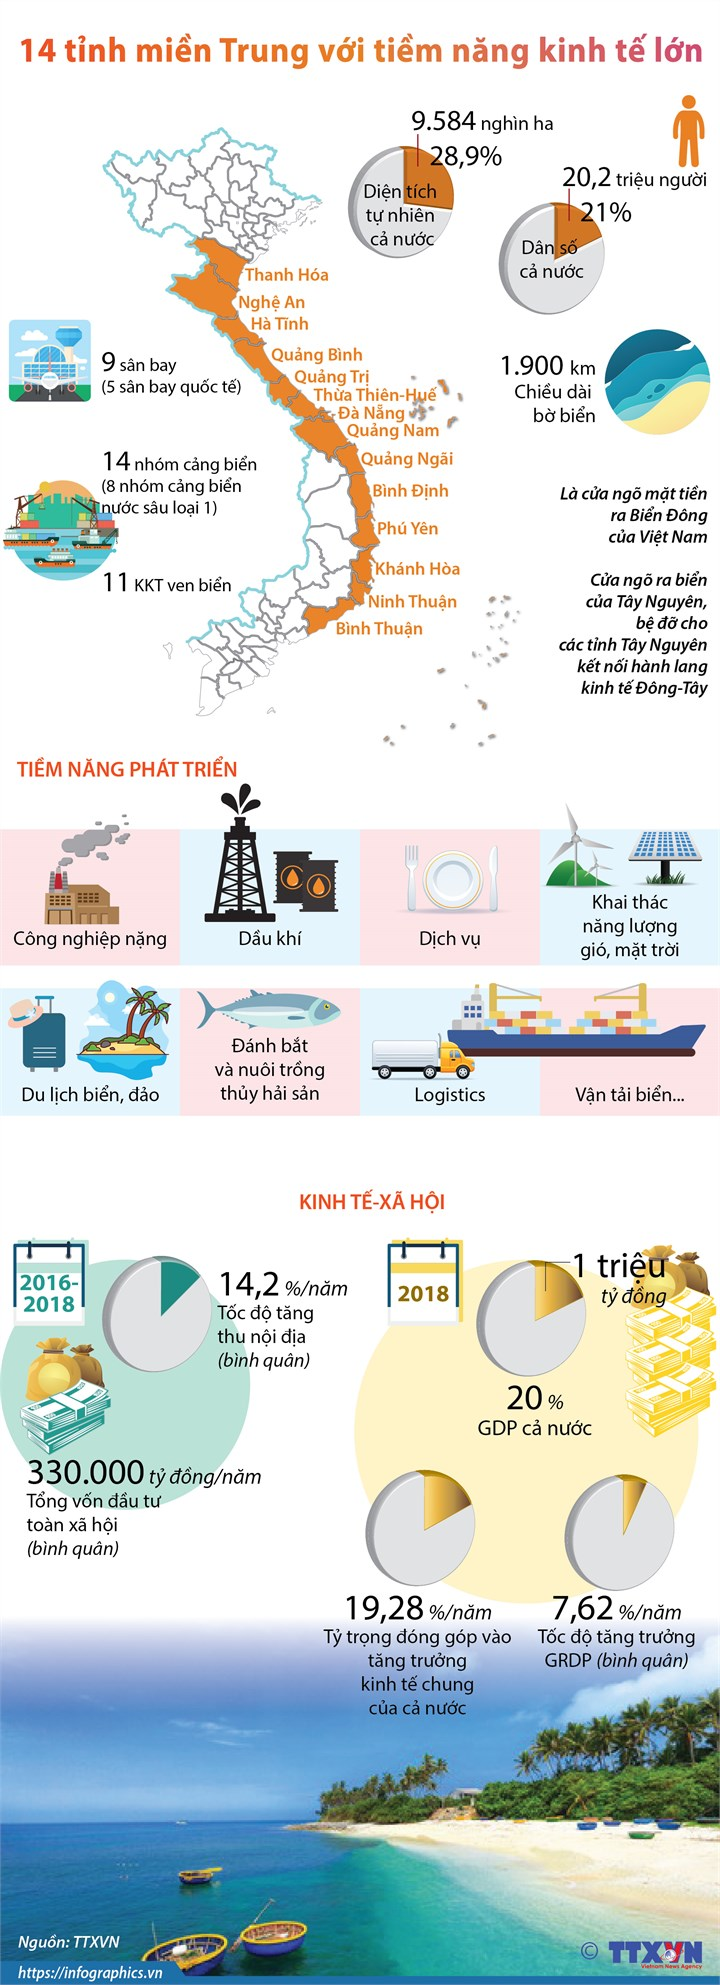 14 tỉnh miền Trung với tiềm năng kinh tế lớn
9.584 nghìn ha
28,9%
Diện tích
tự nhiên
cả nước
20,2 triệu người
21%
Dân số
cả nước
Thanh Hóa
Nghệ An
Hà Tĩnh
Quảng Bình
Quảng Trị
Thừa Thiên-Huế
Đà Nẵng
Quảng Nam
Quảng Ngãi
Bình Định
Phú Yên
Khánh Hòa
Ninh Thuận
Bình Thuận
9 sân bay
(5 sân bay quốc tế)
14 nhóm cảng biển
(8 nhóm cảng biển
nước sâu loại 1)
11 KKT ven biển
1.900 km
Chiều dài
bờ biển
Là cửa ngõ mặt tiền
ra Biển Đông
của Việt Nam
Cửa ngõ ra biển
của Tây Nguyên,
bệ đỡ cho
các tỉnh Tây Nguyên
kết nối hành lang
kinh tế Đông-Tây
TIỀM NĂNG PHÁT TRIỂN
Công nghiệp nặng
Dầu khí
Dịch vụ
Khai thác
năng lượng
gió, mặt trời
Du lịch biển, đảo
Đánh bắt
và nuôi trồng
thủy hải sản
Logistics
Vận tải biển...
KINH TẾ-XÃ HỘI
2016-
2018
14,2 %/năm
Tốc độ tăng
thu nội địa
(bình quân)
330.000 tỷ đồng/năm
Tổng vốn đầu tư
toàn xã hội
(bình quân)
2018
1 triệu
tỷ đồng
20 %
GDP cả nước
19,28 %/năm
Tỷ trọng đóng góp vào
tăng trưởng
kinh tế chung
của cả nước
7,62 %/năm
Tốc độ tăng trưởng
GRDP (bình quân)
Nguồn: TTXVN
https://infographics.vn
© TTXVN
Vietnam News Agency